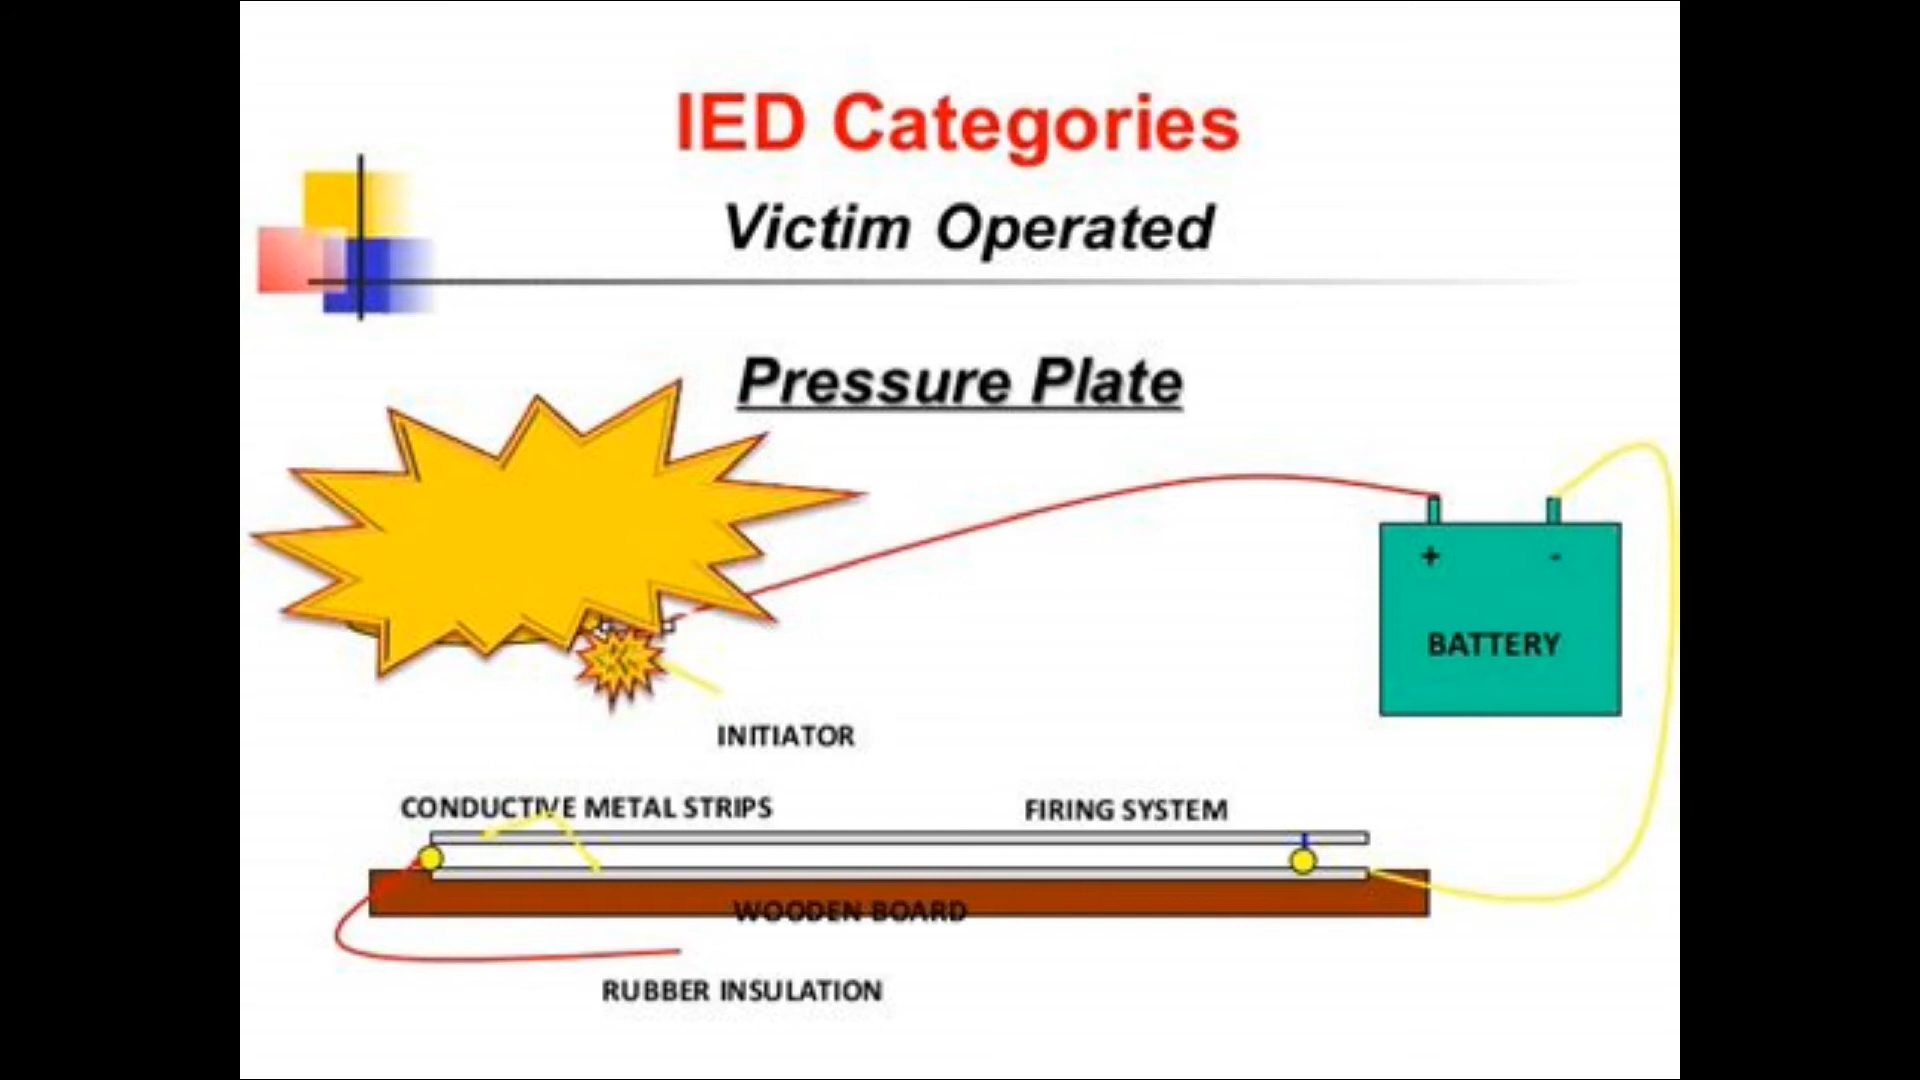 IED Categories
Victim Operated
Pressure Plate
+ -
BATTERY
INITIATOR
CONDUCTIVE METAL STRIPS
FIRING SYSTEM
WOODEN BOARD
RUBBER INSULATION